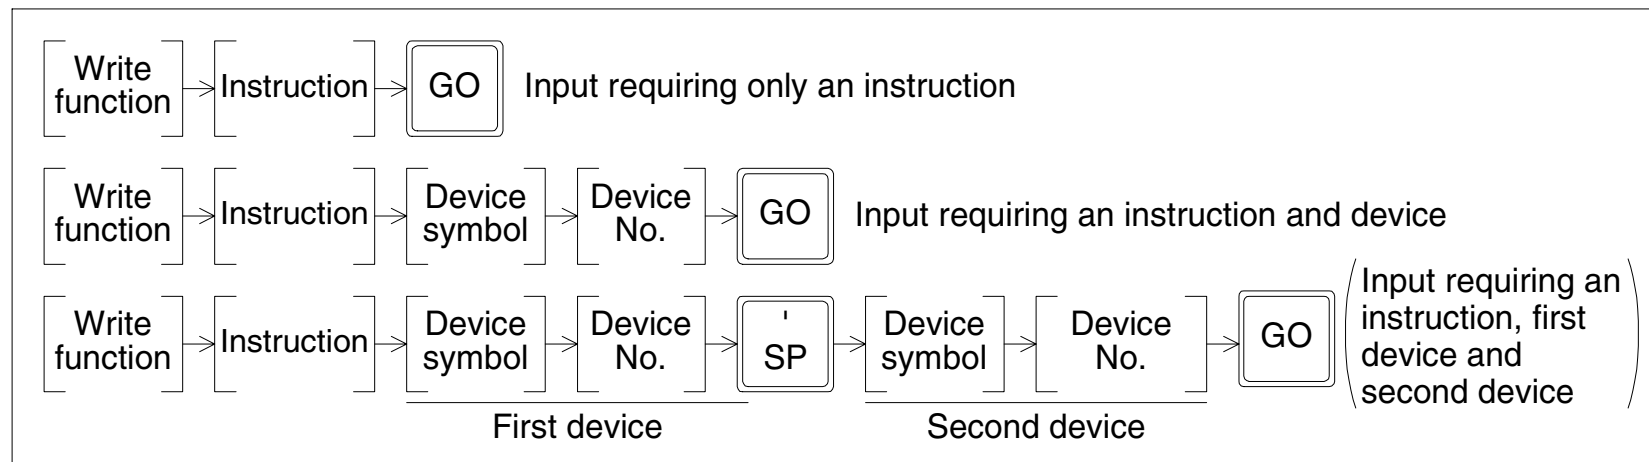 Write function Instruction GO Input requiring only an instruction
Write function Instruction Device symbol Device No. GO Input requiring an instruction and device
Write function Instruction Device symbol Device No. ' SP Device symbol Device No. GO Input requiring an instruction, first device and second device
First device Second device